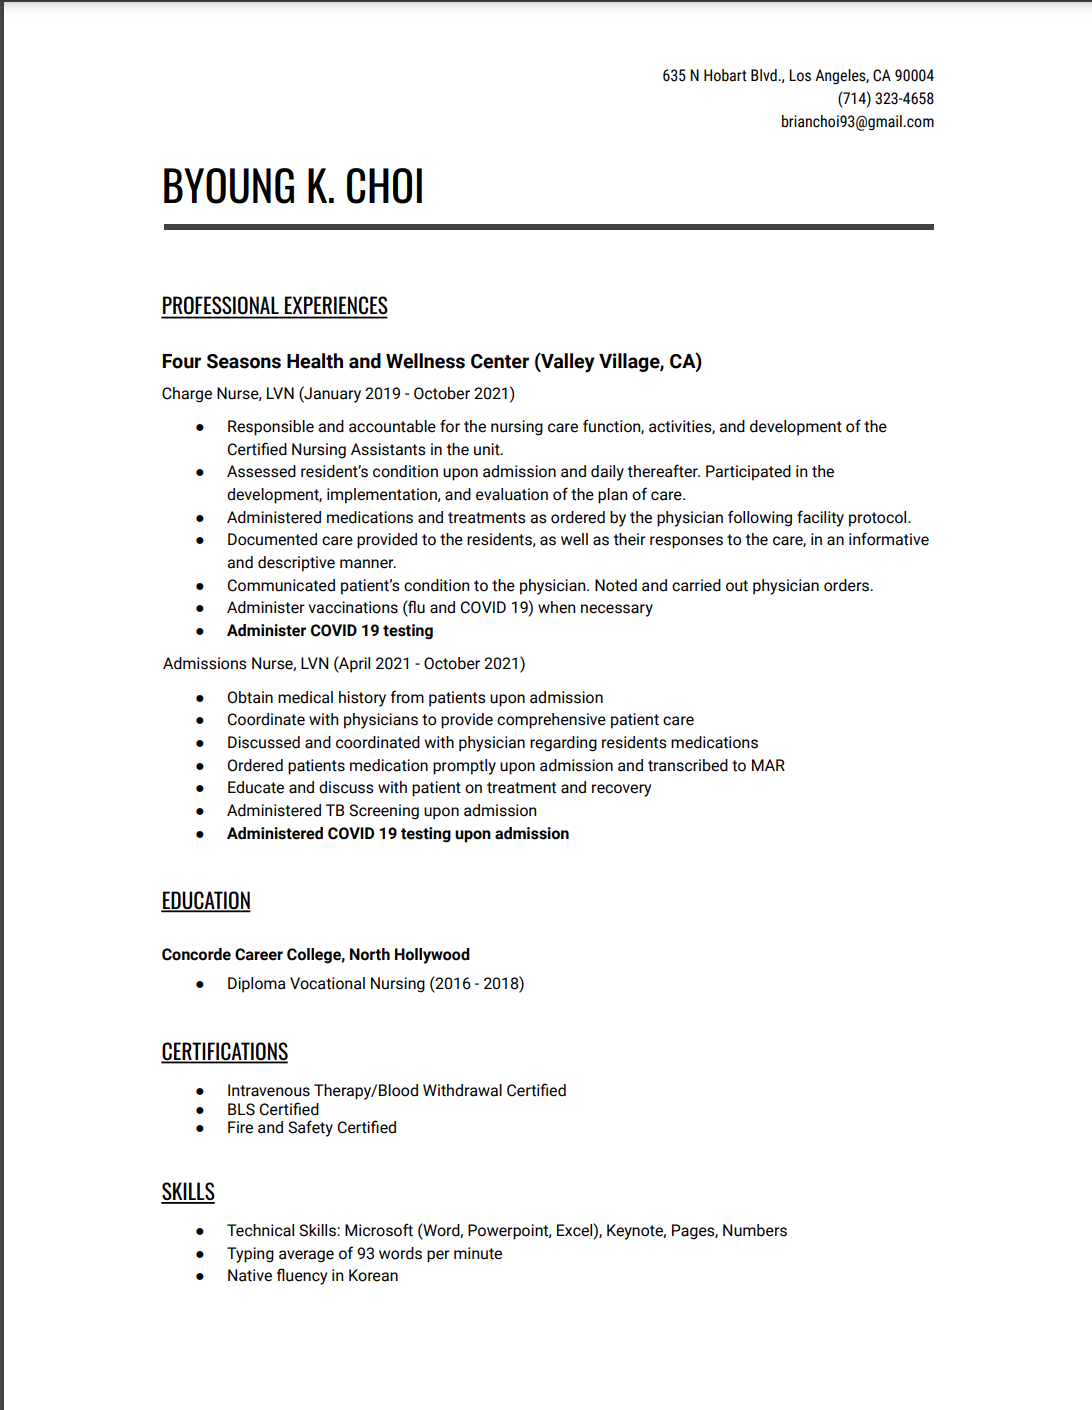 635 N Hobart Blvd., Los Angeles, CA 90004
(714) 323-4658
brianchoi93@gmail.com
BYOUNG K. CHOI
PROFESSIONAL EXPERIENCES
Four Seasons Health and Wellness Center (Valley Village, CA)
Charge Nurse, LVN (January 2019 - October 2021)
● Responsible and accountable for the nursing care function, activities, and development of the
Certified Nursing Assistants in the unit.
● Assessed resident’s condition upon admission and daily thereafter. Participated in the
development, implementation, and evaluation of the plan of care.
● Administered medications and treatments as ordered by the physician following facility protocol.
● Documented care provided to the residents, as well as their responses to the care, in an informative
and descriptive manner.
● Communicated patient’s condition to the physician. Noted and carried out physician orders.
● Administer vaccinations (flu and COVID 19) when necessary
● Administer COVID 19 testing
Admissions Nurse, LVN (April 2021 - October 2021)
● Obtain medical history from patients upon admission
● Coordinate with physicians to provide comprehensive patient care
● Discussed and coordinated with physician regarding residents medications
● Ordered patients medication promptly upon admission and transcribed to MAR
● Educate and discuss with patient on treatment and recovery
● Administered TB Screening upon admission
● Administered COVID 19 testing upon admission
EDUCATION
Concorde Career College, North Hollywood
● Diploma Vocational Nursing (2016 - 2018)
CERTIFICATIONS
● Intravenous Therapy/Blood Withdrawal Certified
● BLS Certified
● Fire and Safety Certified
SKILLS
● Technical Skills: Microsoft (Word, Powerpoint, Excel), Keynote, Pages, Numbers
● Typing average of 93 words per minute
● Native fluency in Korean